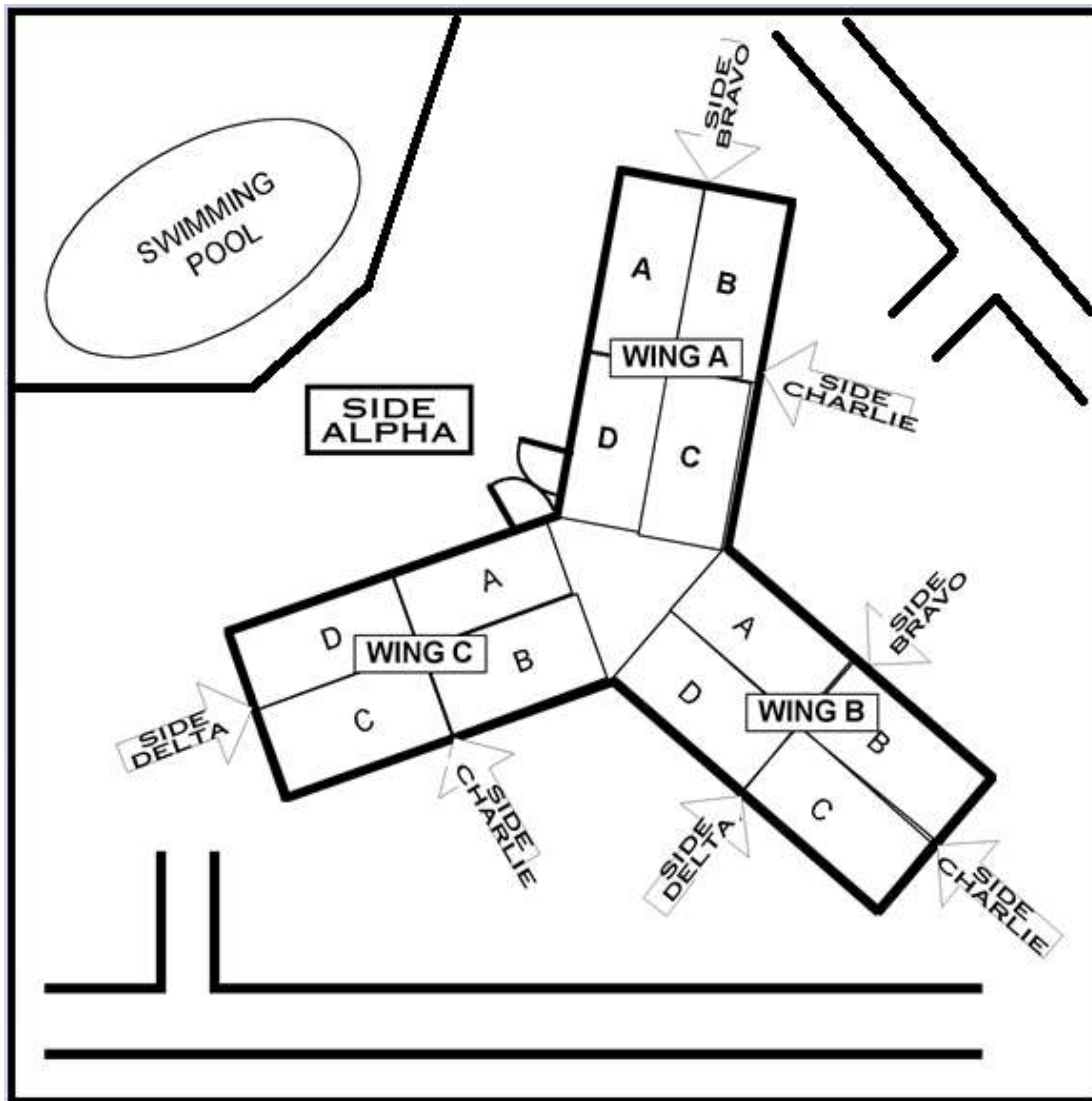 SIDE
BRAVO
SWIMMING
POOL
A
B
WING A
SIDE
CHARLIE
SIDE
ALPHA
D
C
A
D
WING C
B
C
SIDE
DELTA
SIDE
CHARLIE
A
SIDE
BRAVO
D
WING B
B
C
SIDE
DELTA
SIDE
CHARLIE